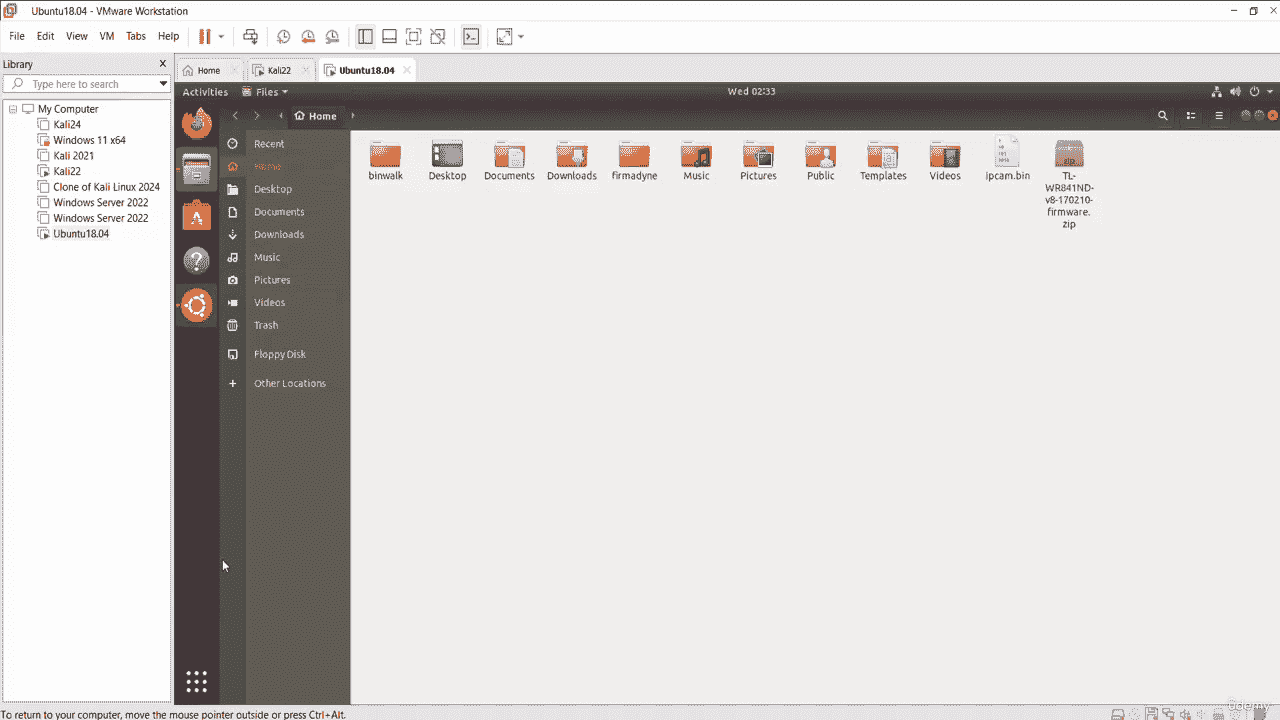 Ubuntu18.04 - VMware Workstation
File Edit View VM Tabs Help
Library
Type here to search
My Computer
Kali24
Windows 11 x64
Kali 2021
Kali22
Clone of Kali Linux 2024
Windows Server 2022
Windows Server 2022
Ubuntu18.04
Home
Kali22
Ubuntu18.04
Activities
Files
Wed 02:33
Home
Recent
Home
Desktop
Documents
Downloads
Music
Pictures
Videos
Trash
Floppy Disk
Other Locations
binwalk
Desktop
Documents
Downloads
firmadyne
Music
Pictures
Public
Templates
Videos
ipcam.bin
zip
TL-
WR841ND-
v8-170210-
firmware.
zip
To return to your computer, move the mouse pointer outside or press Ctrl+Alt.
udemy